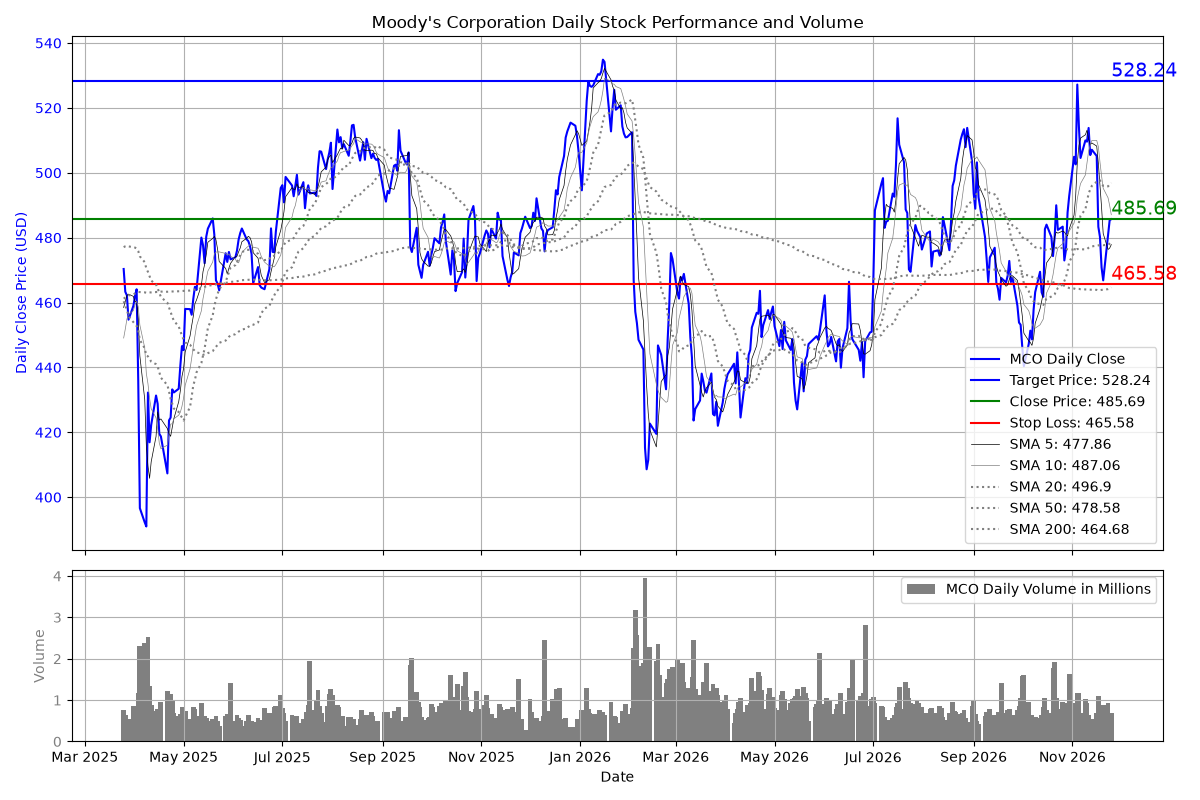 Moody's Corporation Daily Stock Performance and Volume
Daily Close Price (USD)
540
520
500
480
460
440
420
400
528.24
485.69
465.58
MCO Daily Close
Target Price: 528.24
Close Price: 485.69
Stop Loss: 465.58
SMA 5: 477.86
SMA 10: 487.06
SMA 20: 496.9
SMA 50: 478.58
SMA 200: 464.68
Volume
4
3
2
1
0
MCO Daily Volume in Millions
Mar 2025
May 2025
Jul 2025
Sep 2025
Nov 2025
Jan 2026
Mar 2026
May 2026
Jul 2026
Sep 2026
Nov 2026
Date